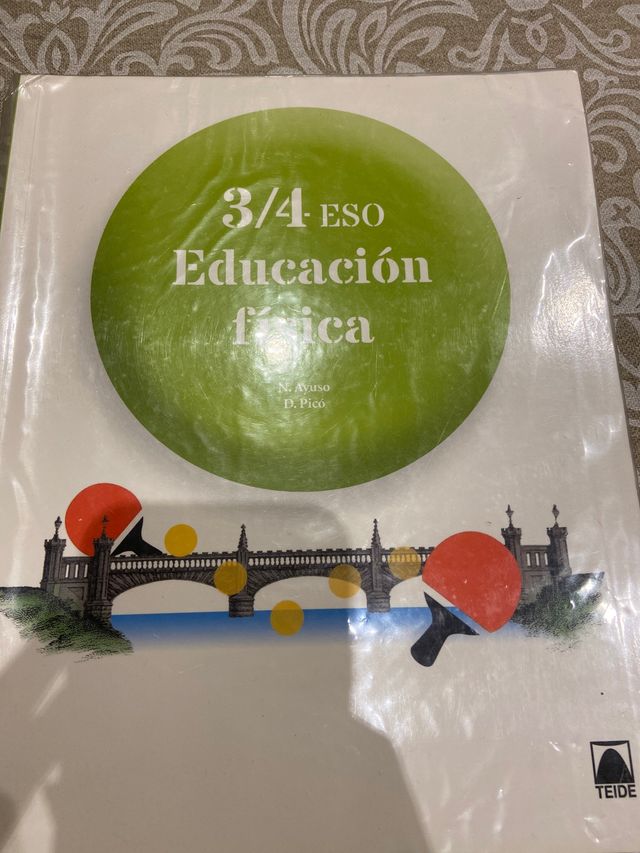 3/4 ESO
Educación
física
N. Ayuso
D. Picó
TEIDE